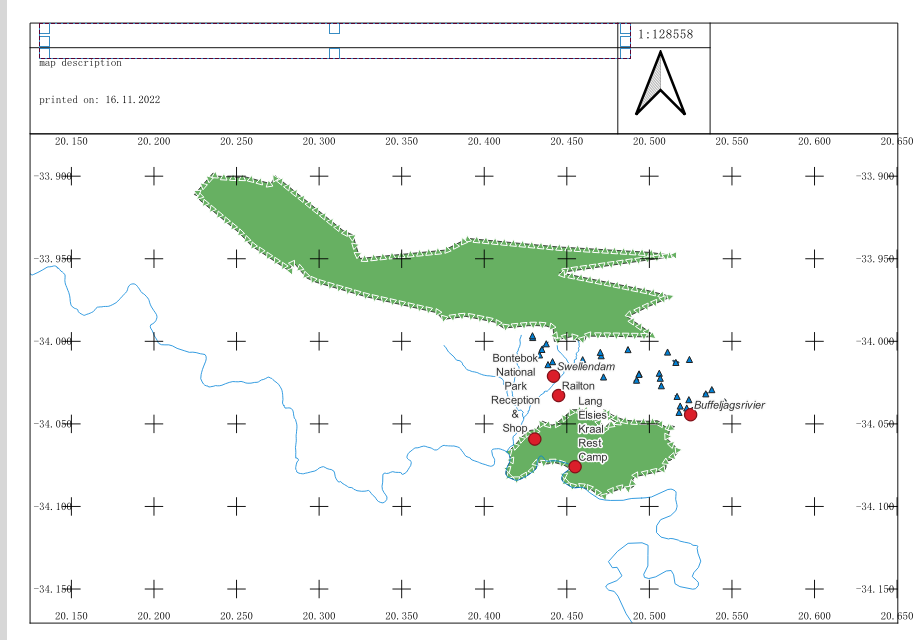 1:128558
map description
printed on: 16.11.2022
20.150 20.200 20.250 20.300 20.350 20.400 20.450 20.500 20.550 20.600 20.650
-33.900 -33.900
-33.950 -33.950
-34.000 -34.000
Bontebok
National
Park
Reception
&
Shop
Swellendam
Railton
Lang
Elsies
Kraal
Rest
Camp
Buffeljagsrivier
-34.050 -34.050
-34.100 -34.100
-34.150 -34.150
20.150 20.200 20.250 20.300 20.350 20.400 20.450 20.500 20.550 20.600 20.650